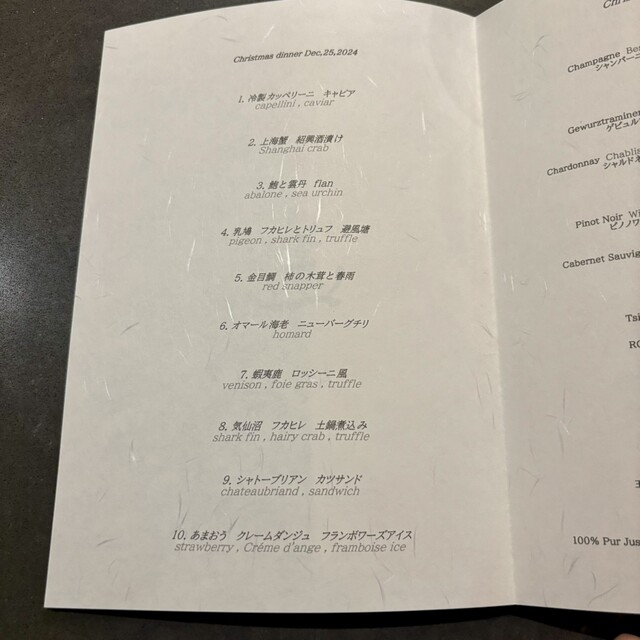 Christmas dinner Dec,25,2024
1. 冷製カッペリーニ　キャビア
capellini , caviar
2. 上海蟹　紹興酒漬け
Shanghai crab
3. 鮑と雲丹　flan
abalone , sea urchin
4. 乳鳩　フカヒレとトリュフ　避風塘
pigeon , shark fin , truffle
5. 金目鯛　柿の木茸と春雨
red snapper
6. オマール海老　ニューバーグチリ
homard
7. 蝦夷鹿　ロッシーニ風
venison , foie gras , truffle
8. 気仙沼　フカヒレ　土鍋煮込み
shark fin , hairy crab , truffle
9. シャトーブリアン　カツサンド
chateaubriand , sandwich
10. あまおう　クレームダンジュ　フランボワーズアイス
strawberry , Créme d'ange , framboise ice
Champagne
シャンパーニ
Gewurztraminer
ゲビュル
Chardonnay Chablis
シャルドネ
Pinot Noir
ピノノワ
Cabernet Sauvig
100% Pur Jus